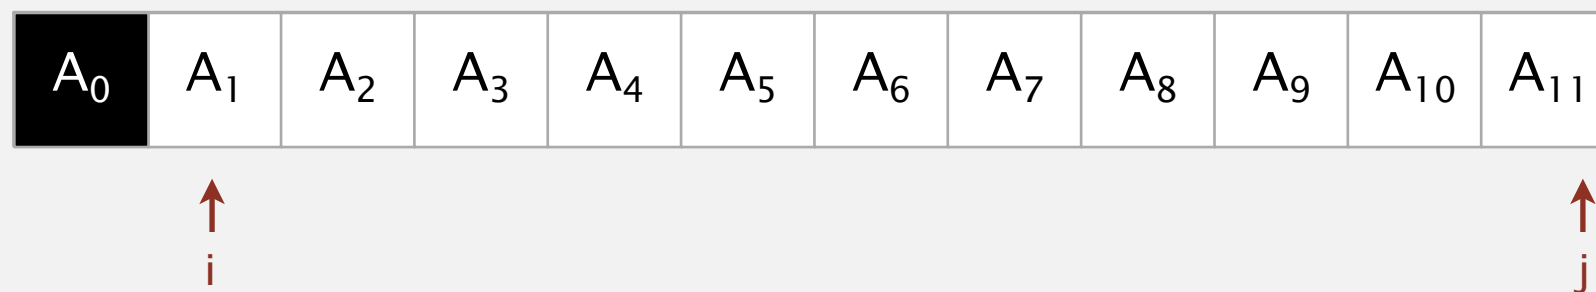 A₀ A₁ A₂ A₃ A₄ A₅ A₆ A₇ A₈ A₉ A₁₀ A₁₁
i j